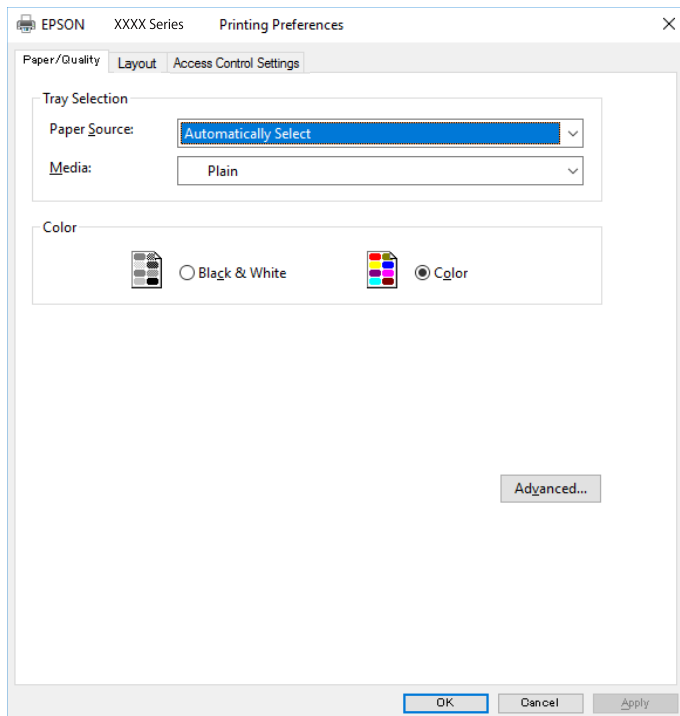 EPSON XXXX Series Printing Preferences
Paper/Quality Layout Access Control Settings
Tray Selection
Paper Source: Automatically Select
Media: Plain
Color
Black & White Color
Advanced...
OK Cancel Apply